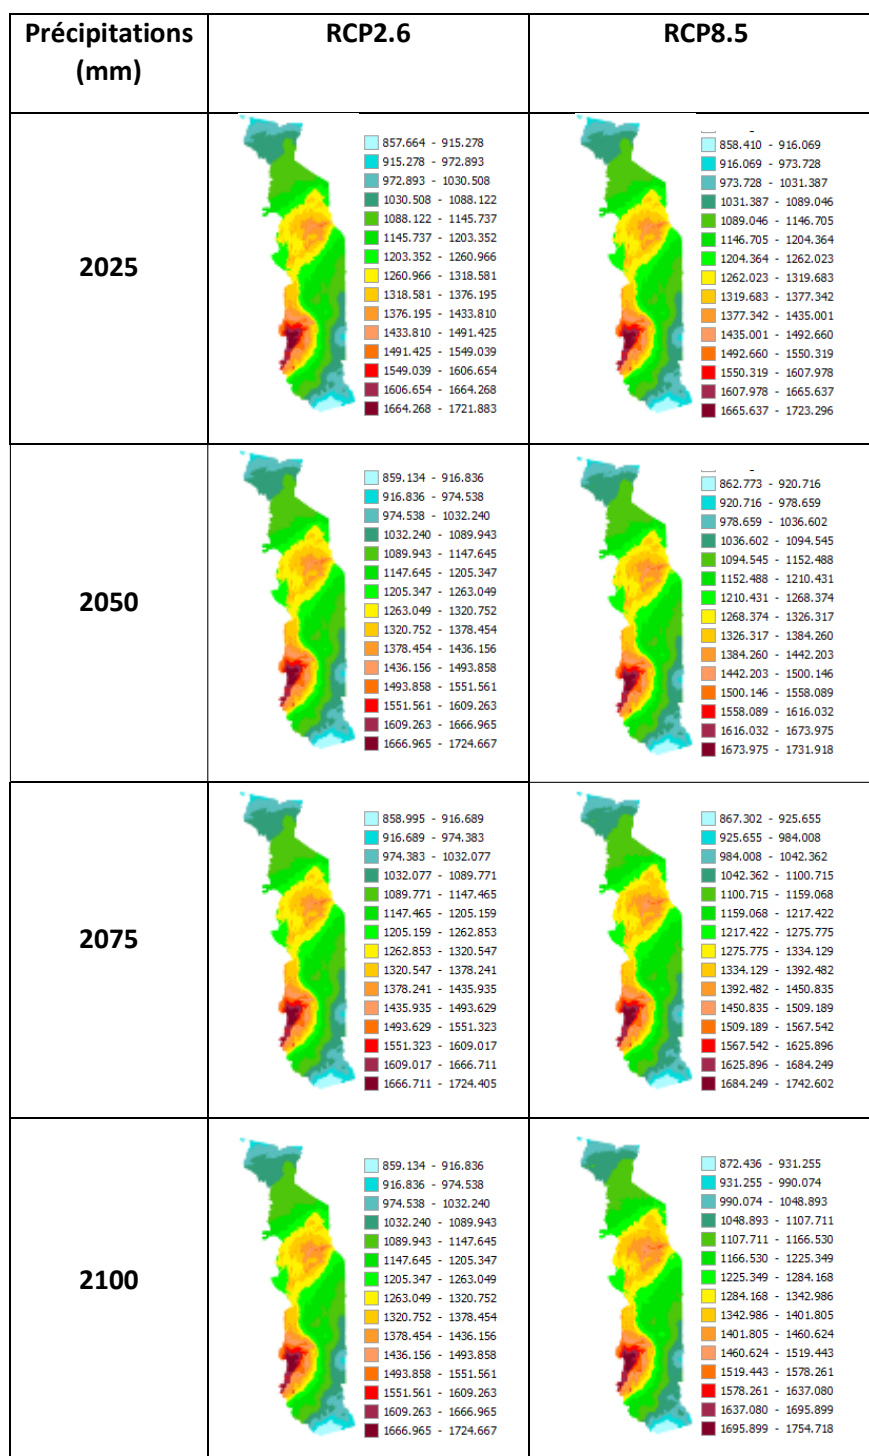 Précipitations
(mm)
RCP2.6
RCP8.5
2025
857.664 - 915.278
915.278 - 972.893
972.893 - 1030.508
1030.508 - 1088.122
1088.122 - 1145.737
1145.737 - 1203.352
1203.352 - 1260.966
1260.966 - 1318.581
1318.581 - 1376.195
1376.195 - 1433.810
1433.810 - 1491.425
1491.425 - 1549.039
1549.039 - 1606.654
1606.654 - 1664.268
1664.268 - 1721.883
858.410 - 916.069
916.069 - 973.728
973.728 - 1031.387
1031.387 - 1089.046
1089.046 - 1146.705
1146.705 - 1204.364
1204.364 - 1262.023
1262.023 - 1319.683
1319.683 - 1377.342
1377.342 - 1435.001
1435.001 - 1492.660
1492.660 - 1550.319
1550.319 - 1607.978
1607.978 - 1665.637
1665.637 - 1723.296
2050
859.134 - 916.836
916.836 - 974.538
974.538 - 1032.240
1032.240 - 1089.943
1089.943 - 1147.645
1147.645 - 1205.347
1205.347 - 1263.049
1263.049 - 1320.752
1320.752 - 1378.454
1378.454 - 1436.156
1436.156 - 1493.858
1493.858 - 1551.561
1551.561 - 1609.263
1609.263 - 1666.965
1666.965 - 1724.667
862.773 - 920.716
920.716 - 978.659
978.659 - 1036.602
1036.602 - 1094.545
1094.545 - 1152.488
1152.488 - 1210.431
1210.431 - 1268.374
1268.374 - 1326.317
1326.317 - 1384.260
1384.260 - 1442.203
1442.203 - 1500.146
1500.146 - 1558.089
1558.089 - 1616.032
1616.032 - 1673.975
1673.975 - 1731.918
2075
858.995 - 916.689
916.689 - 974.383
974.383 - 1032.077
1032.077 - 1089.771
1089.771 - 1147.465
1147.465 - 1205.159
1205.159 - 1262.853
1262.853 - 1320.547
1320.547 - 1378.241
1378.241 - 1435.935
1435.935 - 1493.629
1493.629 - 1551.323
1551.323 - 1609.017
1609.017 - 1666.711
1666.711 - 1724.405
867.302 - 925.655
925.655 - 984.008
984.008 - 1042.362
1042.362 - 1100.715
1100.715 - 1159.068
1159.068 - 1217.422
1217.422 - 1275.775
1275.775 - 1334.129
1334.129 - 1392.482
1392.482 - 1450.835
1450.835 - 1509.189
1509.189 - 1567.542
1567.542 - 1625.896
1625.896 - 1684.249
1684.249 - 1742.602
2100
859.134 - 916.836
916.836 - 974.538
974.538 - 1032.240
1032.240 - 1089.943
1089.943 - 1147.645
1147.645 - 1205.347
1205.347 - 1263.049
1263.049 - 1320.752
1320.752 - 1378.454
1378.454 - 1436.156
1436.156 - 1493.858
1493.858 - 1551.561
1551.561 - 1609.263
1609.263 - 1666.965
1666.965 - 1724.667
872.436 - 931.255
931.255 - 990.074
990.074 - 1048.893
1048.893 - 1107.711
1107.711 - 1166.530
1166.530 - 1225.349
1225.349 - 1284.168
1284.168 - 1342.986
1342.986 - 1401.805
1401.805 - 1460.624
1460.624 - 1519.443
1519.443 - 1578.261
1578.261 - 1637.080
1637.080 - 1695.899
1695.899 - 1754.718